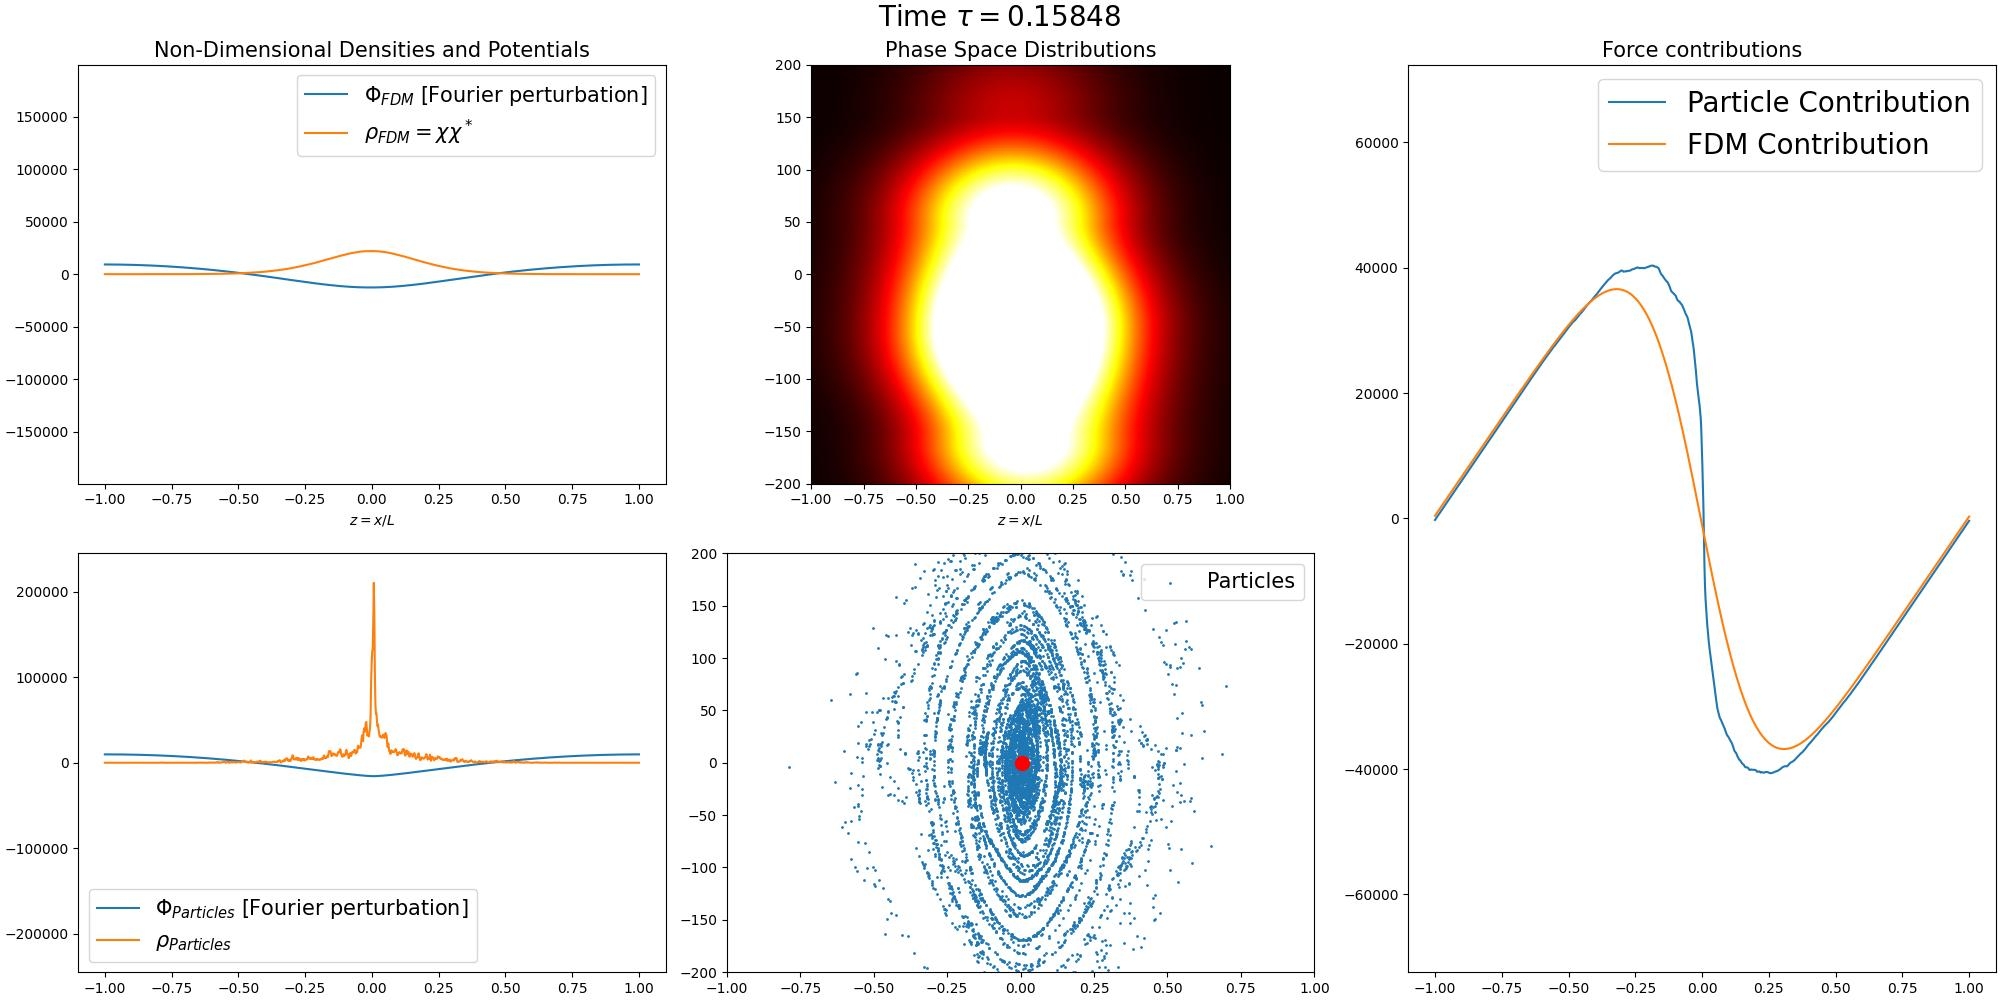 Time τ = 0.15848
Non-Dimensional Densities and Potentials
Φ_FDM [Fourier perturbation]
ρ_FDM = χχ*
150000
100000
50000
0
−50000
−100000
−150000
−1.00 −0.75 −0.50 −0.25 0.00 0.25 0.50 0.75 1.00
z = x/L
Phase Space Distributions
200
150
100
50
0
−50
−100
−150
−200
−1.00 −0.75 −0.50 −0.25 0.00 0.25 0.50 0.75 1.00
z = x/L
Force contributions
Particle Contribution
FDM Contribution
60000
40000
20000
0
−20000
−40000
−60000
−1.00 −0.75 −0.50 −0.25 0.00 0.25 0.50 0.75 1.00
200000
100000
0
−100000
−200000
Φ_Particles [Fourier perturbation]
ρ_Particles
−1.00 −0.75 −0.50 −0.25 0.00 0.25 0.50 0.75 1.00
Particles
200
150
100
50
0
−50
−100
−150
−200
−1.00 −0.75 −0.50 −0.25 0.00 0.25 0.50 0.75 1.00